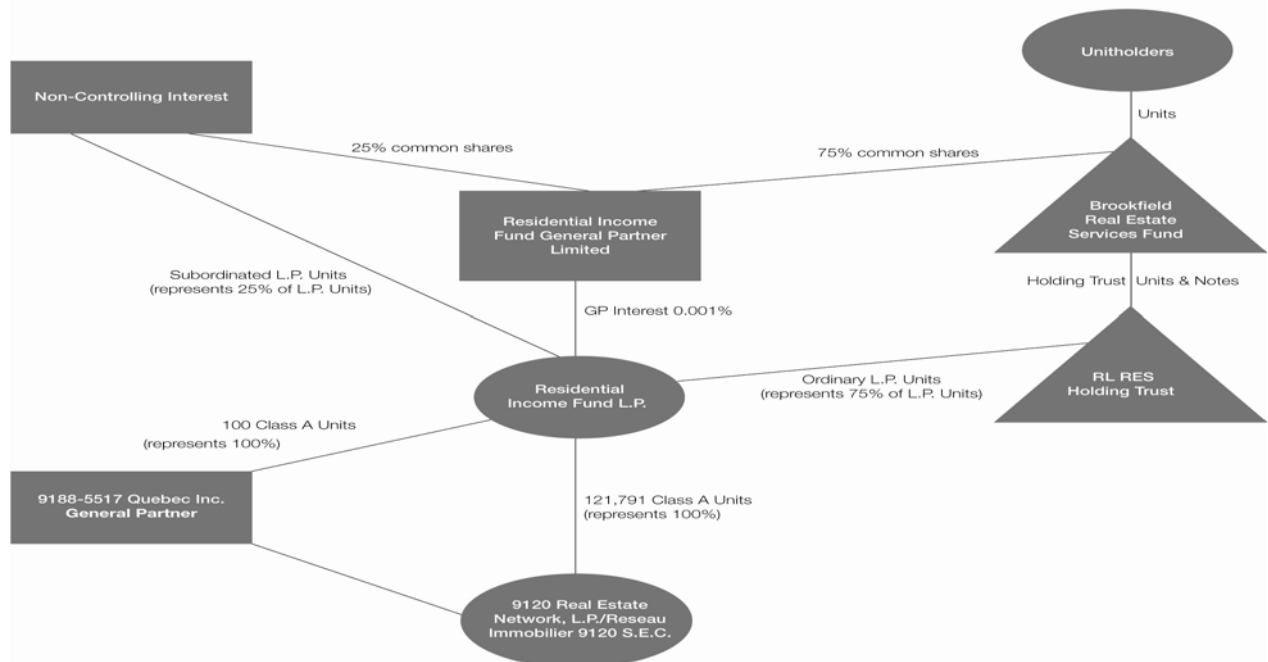 Unitholders
Non-Controlling Interest
Units
25% common shares
75% common shares
Residential Income
Fund General Partner
Limited
Brookfield
Real Estate
Services Fund
Subordinated L.P. Units
(represents 25% of L.P. Units)
Holding Trust Units & Notes
GP Interest 0.001%
Residential
Income Fund L.P.
Ordinary L.P. Units
(represents 75% of L.P. Units)
RL RES
Holding Trust
100 Class A Units
(represents 100%)
9188-5517 Quebec Inc.
General Partner
121,791 Class A Units
(represents 100%)
9120 Real Estate
Network, L.P./Reseau
Immobilier 9120 S.E.C.